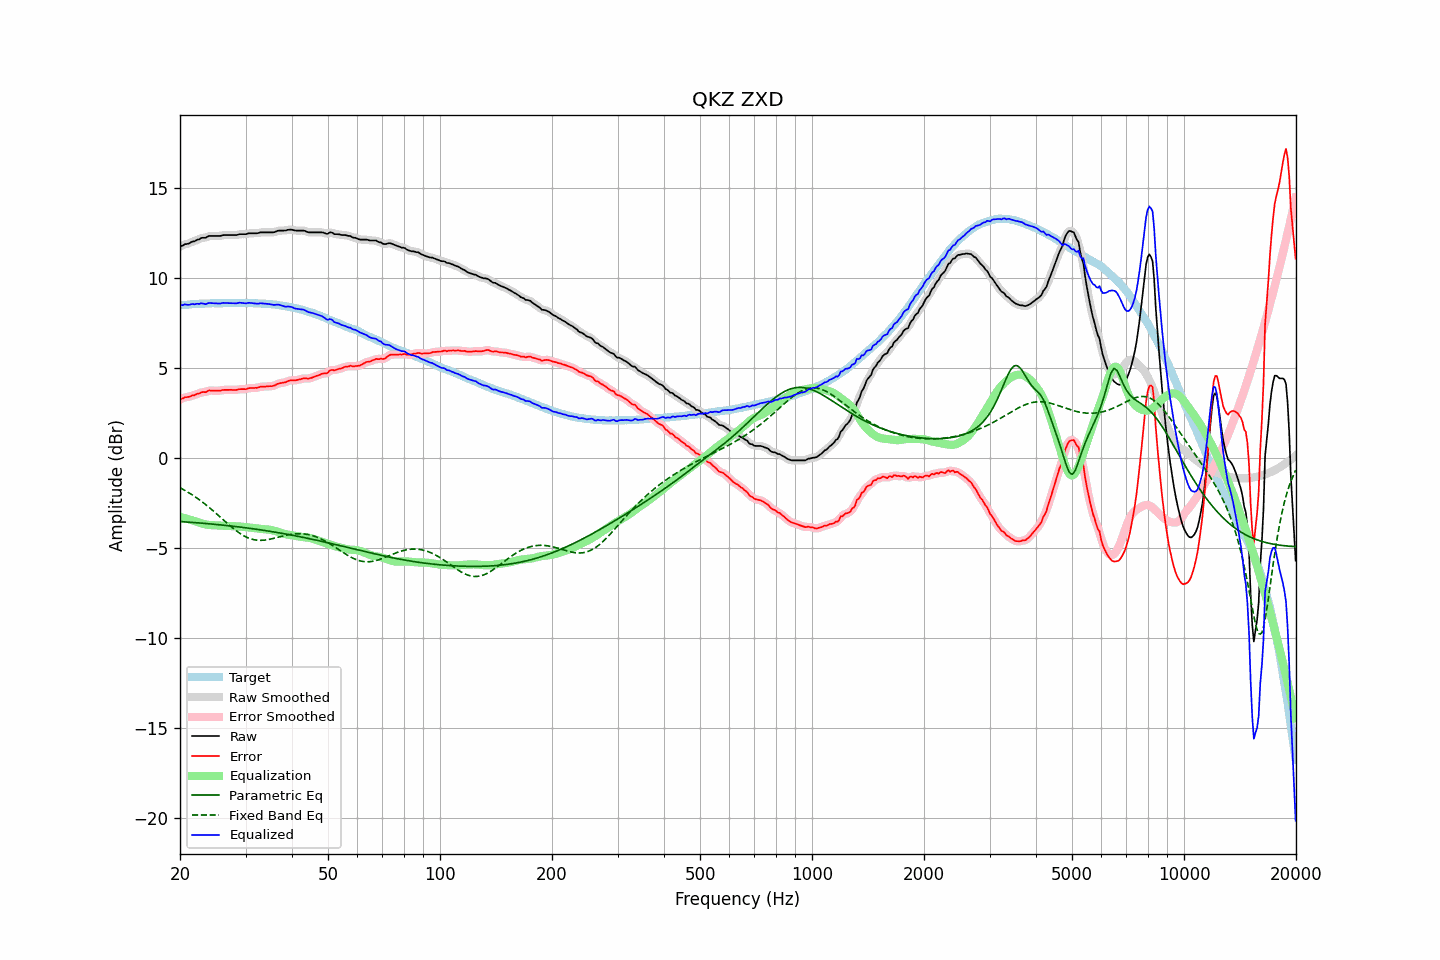 QKZ ZXD
Amplitude (dBr)
15
10
5
0
−5
−10
−15
−20
Target
Raw Smoothed
Error Smoothed
Raw
Error
Equalization
Parametric Eq
Fixed Band Eq
Equalized
20 50 100 200 500 1000 2000 5000 10000 20000
Frequency (Hz)